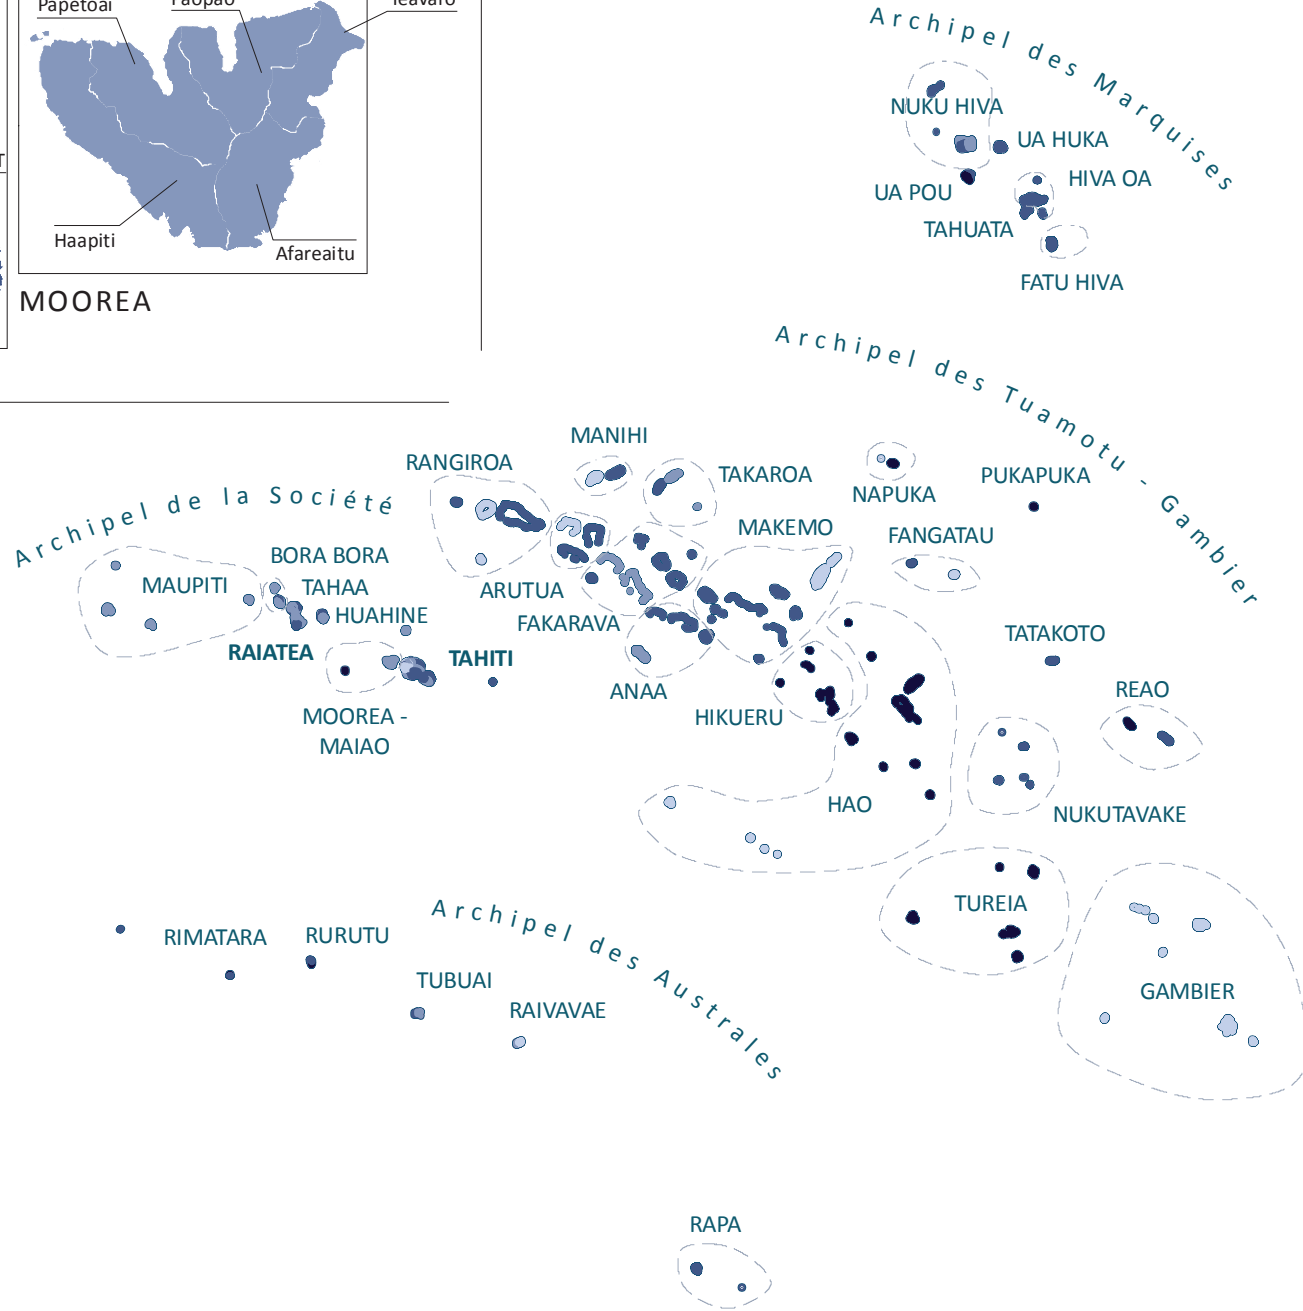 Papetoai
Paopao
Teavaro
Haapiti
Afareaitu
MOOREA
Archipel des Marquises
NUKU HIVA
UA HUKA
HIVA OA
UA POU
TAHUATA
FATU HIVA
Archipel des Tuamotu - Gambier
MANIHI
RANGIROA
TAKAROA
NAPUKA
PUKAPUKA
Archipel de la Société
MAKEMO
FANGATAU
BORA BORA
MAUPITI
TAHAA
ARUTUA
HUAHINE
FAKARAVA
TATAKOTO
RAIATEA
TAHITI
ANAA
REAO
MOOREA -
MAIAO
HIKUERU
HAO
NUKUTAVAKE
TUREIA
Archipel des Australes
RIMATARA
RURUTU
TUBUAI
RAIVAVAE
GAMBIER
RAPA